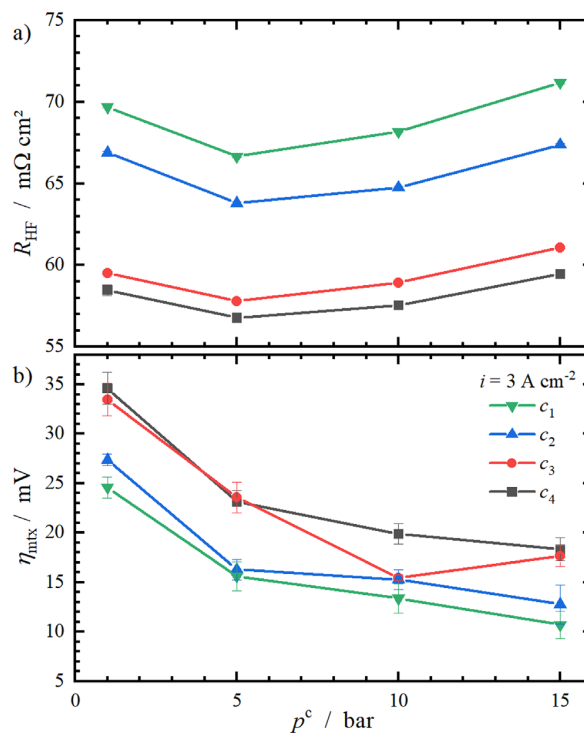 a)
75
70
65
60
55
R_HF / mΩ cm²
b)
i = 3 A cm⁻²
c₁
c₂
c₃
c₄
35
30
25
20
15
10
5
η_mtx / mV
0 5 10 15
pᶜ / bar